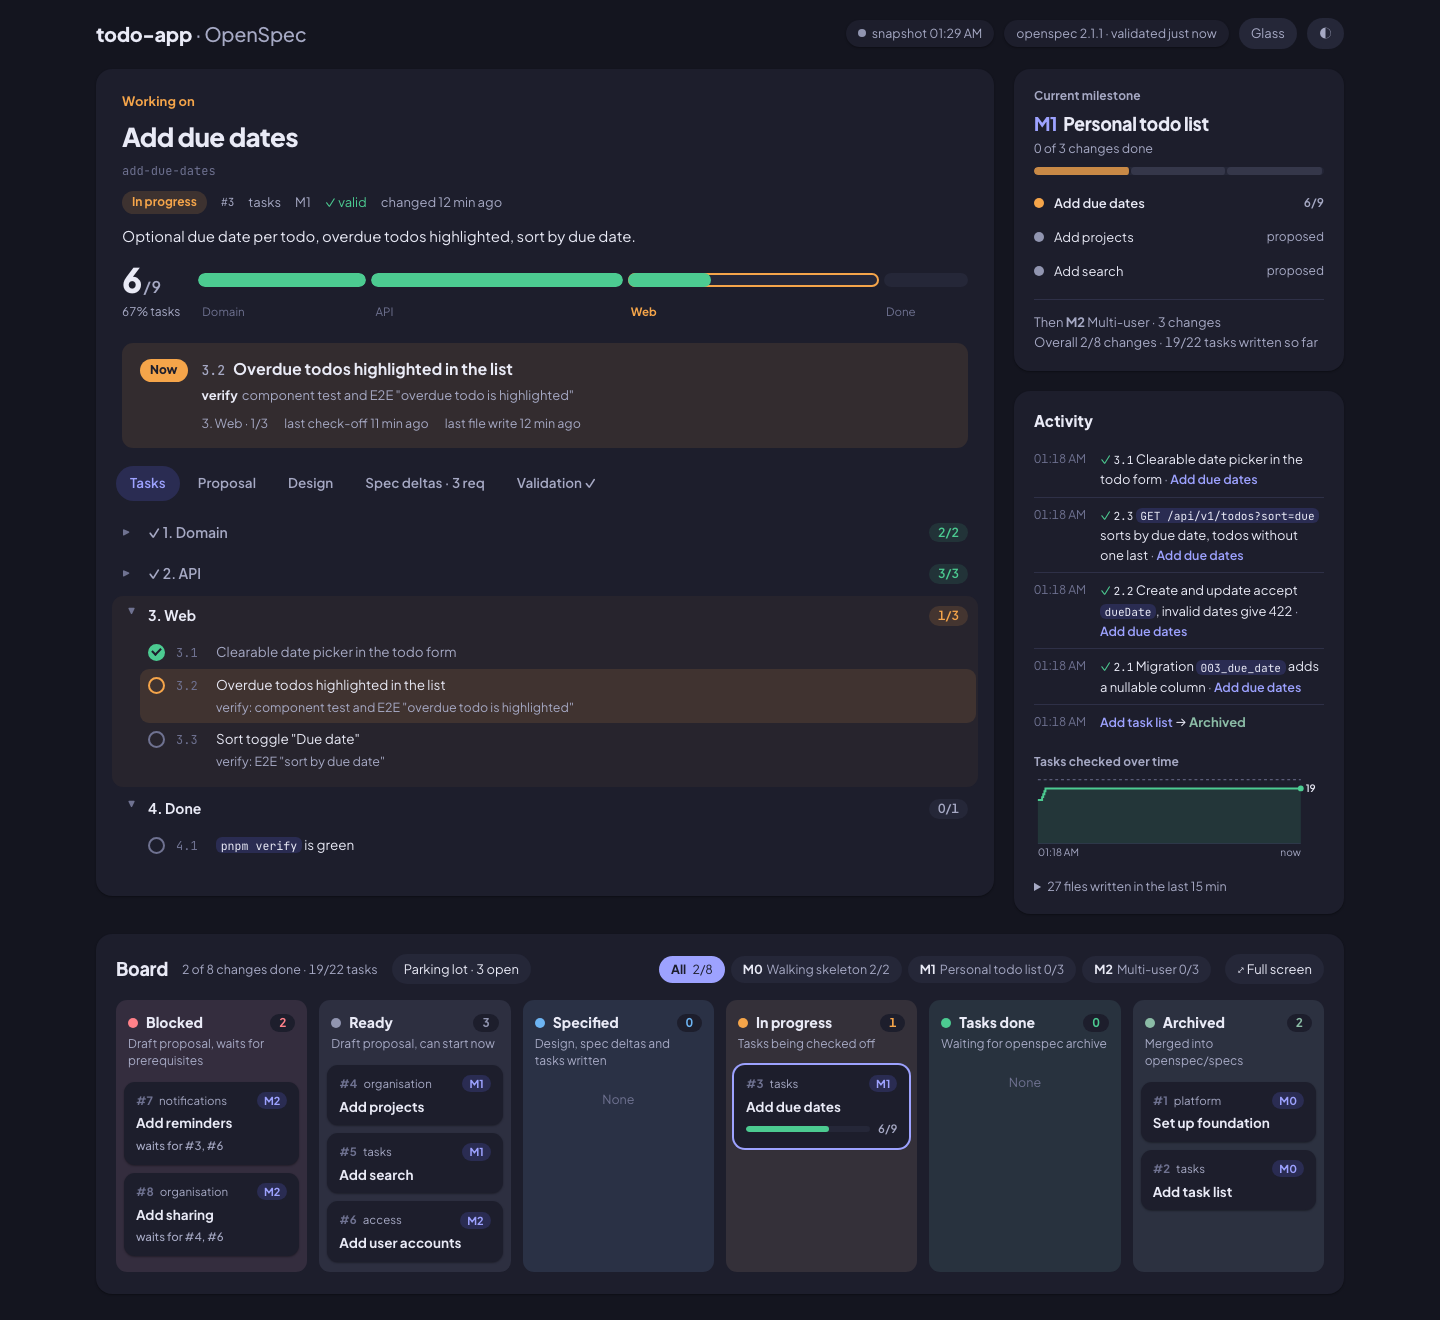 todo-app · OpenSpec
snapshot 01:29 AM
openspec 2.1.1 · validated just now
Glass
Working on
Add due dates
add-due-dates
In progress #3 tasks M1 ✓ valid changed 12 min ago
Optional due date per todo, overdue todos highlighted, sort by due date.
6/9
67% tasks
Domain
API
Web
Done
Now
3.2 Overdue todos highlighted in the list
verify component test and E2E "overdue todo is highlighted"
3. Web · 1/3 last check-off 11 min ago last file write 12 min ago
Tasks
Proposal
Design
Spec deltas · 3 req
Validation ✓
✓ 1. Domain 2/2
✓ 2. API 3/3
3. Web 1/3
3.1 Clearable date picker in the todo form
3.2 Overdue todos highlighted in the list
verify: component test and E2E "overdue todo is highlighted"
3.3 Sort toggle "Due date"
verify: E2E "sort by due date"
4. Done 0/1
4.1 pnpm verify is green
Current milestone
M1 Personal todo list
0 of 3 changes done
Add due dates 6/9
Add projects proposed
Add search proposed
Then M2 Multi-user · 3 changes
Overall 2/8 changes · 19/22 tasks written so far
Activity
01:18 AM ✓ 3.1 Clearable date picker in the
todo form · Add due dates
01:18 AM ✓ 2.3 GET /api/v1/todos?sort=due
sorts by due date, todos without
one last · Add due dates
01:18 AM ✓ 2.2 Create and update accept
dueDate, invalid dates give 422 ·
Add due dates
01:18 AM ✓ 2.1 Migration 003_due_date adds
a nullable column · Add due dates
01:18 AM Add task list → Archived
Tasks checked over time
19
01:18 AM now
27 files written in the last 15 min
Board 2 of 8 changes done · 19/22 tasks
Parking lot · 3 open
All 2/8
M0 Walking skeleton 2/2
M1 Personal todo list 0/3
M2 Multi-user 0/3
Full screen
Blocked 2
Draft proposal, waits for
prerequisites
#7 notifications M2
Add reminders
waits for #3, #6
#8 organisation M2
Add sharing
waits for #4, #6
Ready 3
Draft proposal, can start now
#4 organisation M1
Add projects
#5 tasks M1
Add search
#6 access M2
Add user accounts
Specified 0
Design, spec deltas and
tasks written
None
In progress 1
Tasks being checked off
#3 tasks M1
Add due dates
6/9
Tasks done 0
Waiting for openspec archive
None
Archived 2
Merged into
openspec/specs
#1 platform M0
Set up foundation
#2 tasks M0
Add task list